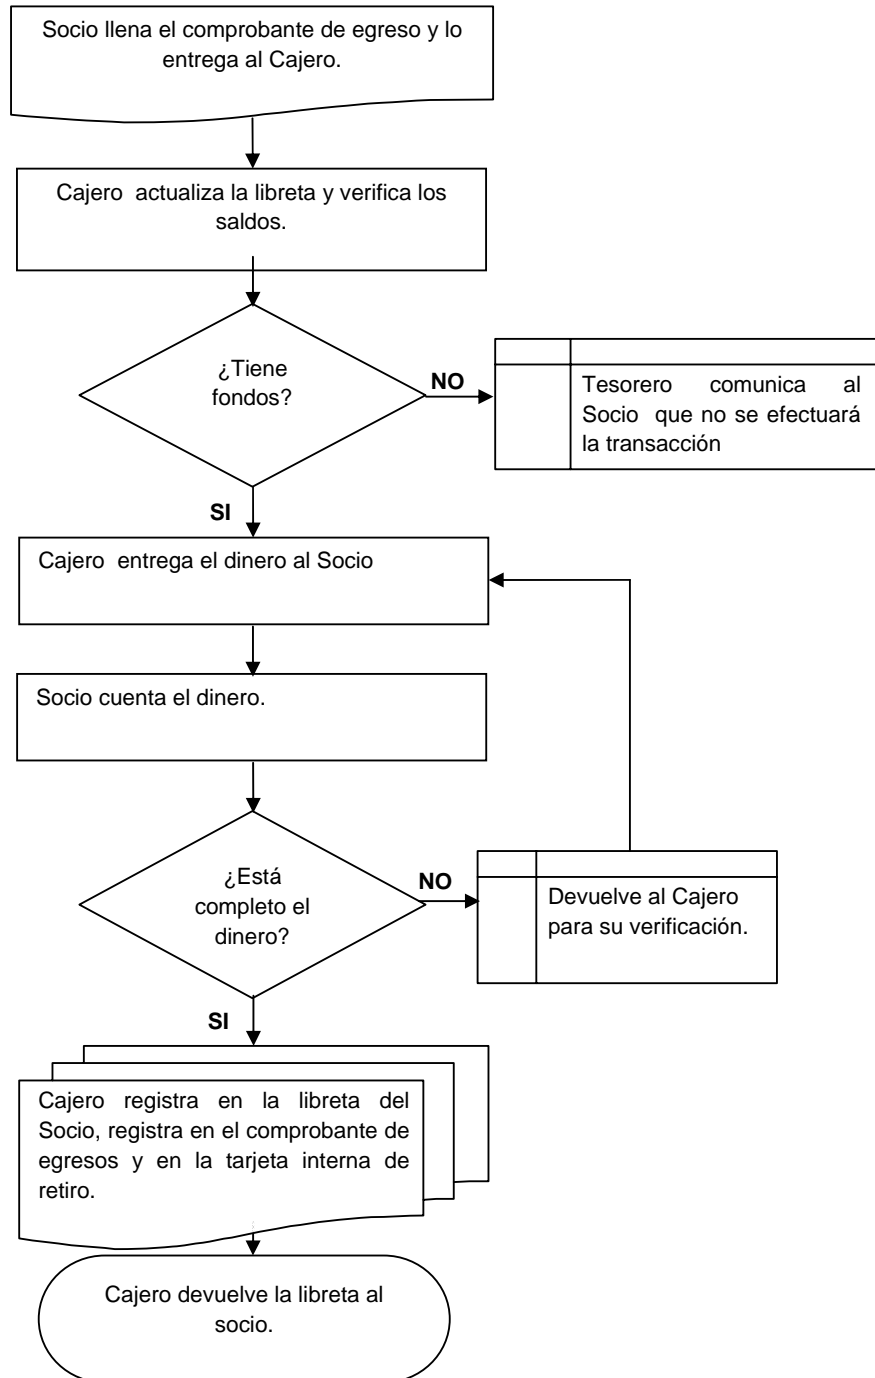 Socio llena el comprobante de egreso y lo
entrega al Cajero.
Cajero actualiza la libreta y verifica los
saldos.
¿Tiene
fondos?
NO
Tesorero comunica al
Socio que no se efectuará
la transacción
SI
Cajero entrega el dinero al Socio
Socio cuenta el dinero.
¿Está
completo el
dinero?
NO
Devuelve al Cajero
para su verificación.
SI
Cajero registra en la libreta del
Socio, registra en el comprobante de
egresos y en la tarjeta interna de
retiro.
Cajero devuelve la libreta al
socio.